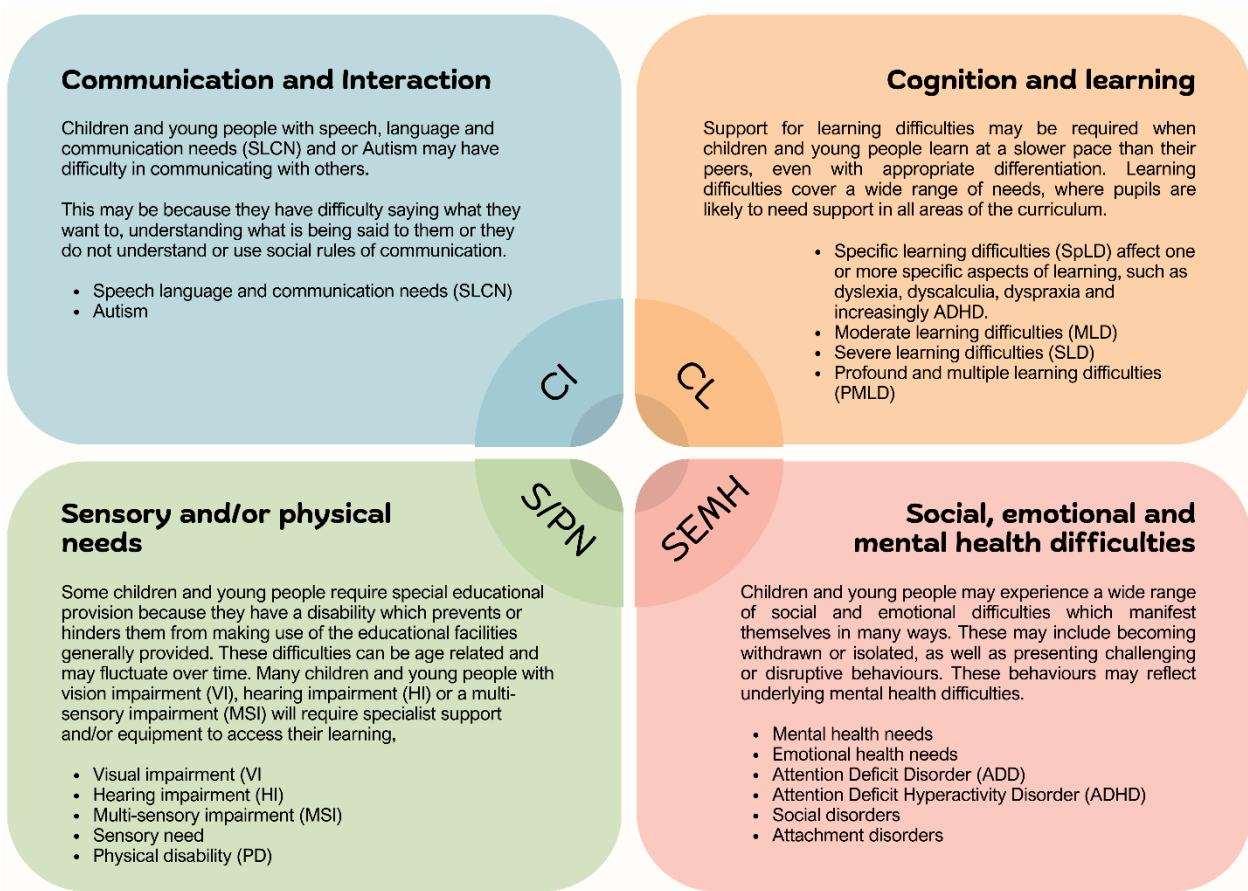 Communication and Interaction
Children and young people with speech, language and
communication needs (SLCN) and or Autism may have
difficulty in communicating with others.
This may be because they have difficulty saying what they
want to, understanding what is being said to them or they
do not understand or use social rules of communication.
• Speech language and communication needs (SLCN)
• Autism
CI
Cognition and learning
Support for learning difficulties may be required when
children and young people learn at a slower pace than their
peers, even with appropriate differentiation. Learning
difficulties cover a wide range of needs, where pupils are
likely to need support in all areas of the curriculum.
• Specific learning difficulties (SpLD) affect one
or more specific aspects of learning, such as
dyslexia, dyscalculia, dyspraxia and
increasingly ADHD.
• Moderate learning difficulties (MLD)
• Severe learning difficulties (SLD)
• Profound and multiple learning difficulties
(PMLD)
CL
Sensory and/or physical
needs
Some children and young people require special educational
provision because they have a disability which prevents or
hinders them from making use of the educational facilities
generally provided. These difficulties can be age related and
may fluctuate over time. Many children and young people with
vision impairment (VI), hearing impairment (HI) or a multi-
sensory impairment (MSI) will require specialist support
and/or equipment to access their learning,
• Visual impairment (VI
• Hearing impairment (HI)
• Multi-sensory impairment (MSI)
• Sensory need
• Physical disability (PD)
S/PN
Social, emotional and
mental health difficulties
Children and young people may experience a wide range
of social and emotional difficulties which manifest
themselves in many ways. These may include becoming
withdrawn or isolated, as well as presenting challenging
or disruptive behaviours. These behaviours may reflect
underlying mental health difficulties.
• Mental health needs
• Emotional health needs
• Attention Deficit Disorder (ADD)
• Attention Deficit Hyperactivity Disorder (ADHD)
• Social disorders
• Attachment disorders
SEMH